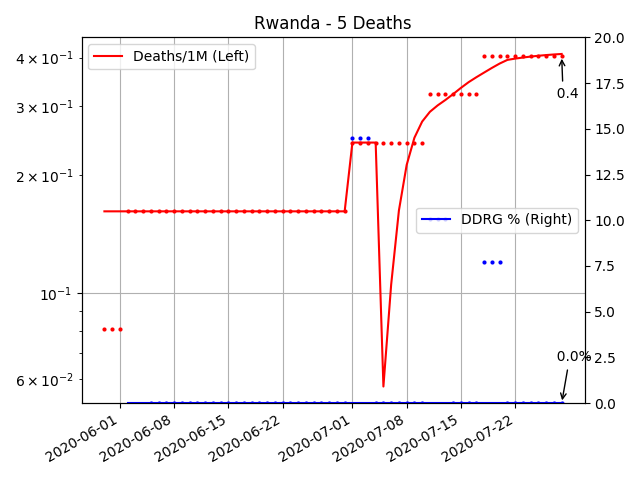 Rwanda - 5 Deaths
Deaths/1M (Left)
DDRG % (Right)
0.4
0.0%
4 × 10⁻¹
3 × 10⁻¹
2 × 10⁻¹
10⁻¹
6 × 10⁻²
20.0
17.5
15.0
12.5
10.0
7.5
5.0
2.5
0.0
2020-06-01
2020-06-08
2020-06-15
2020-06-22
2020-07-01
2020-07-08
2020-07-15
2020-07-22